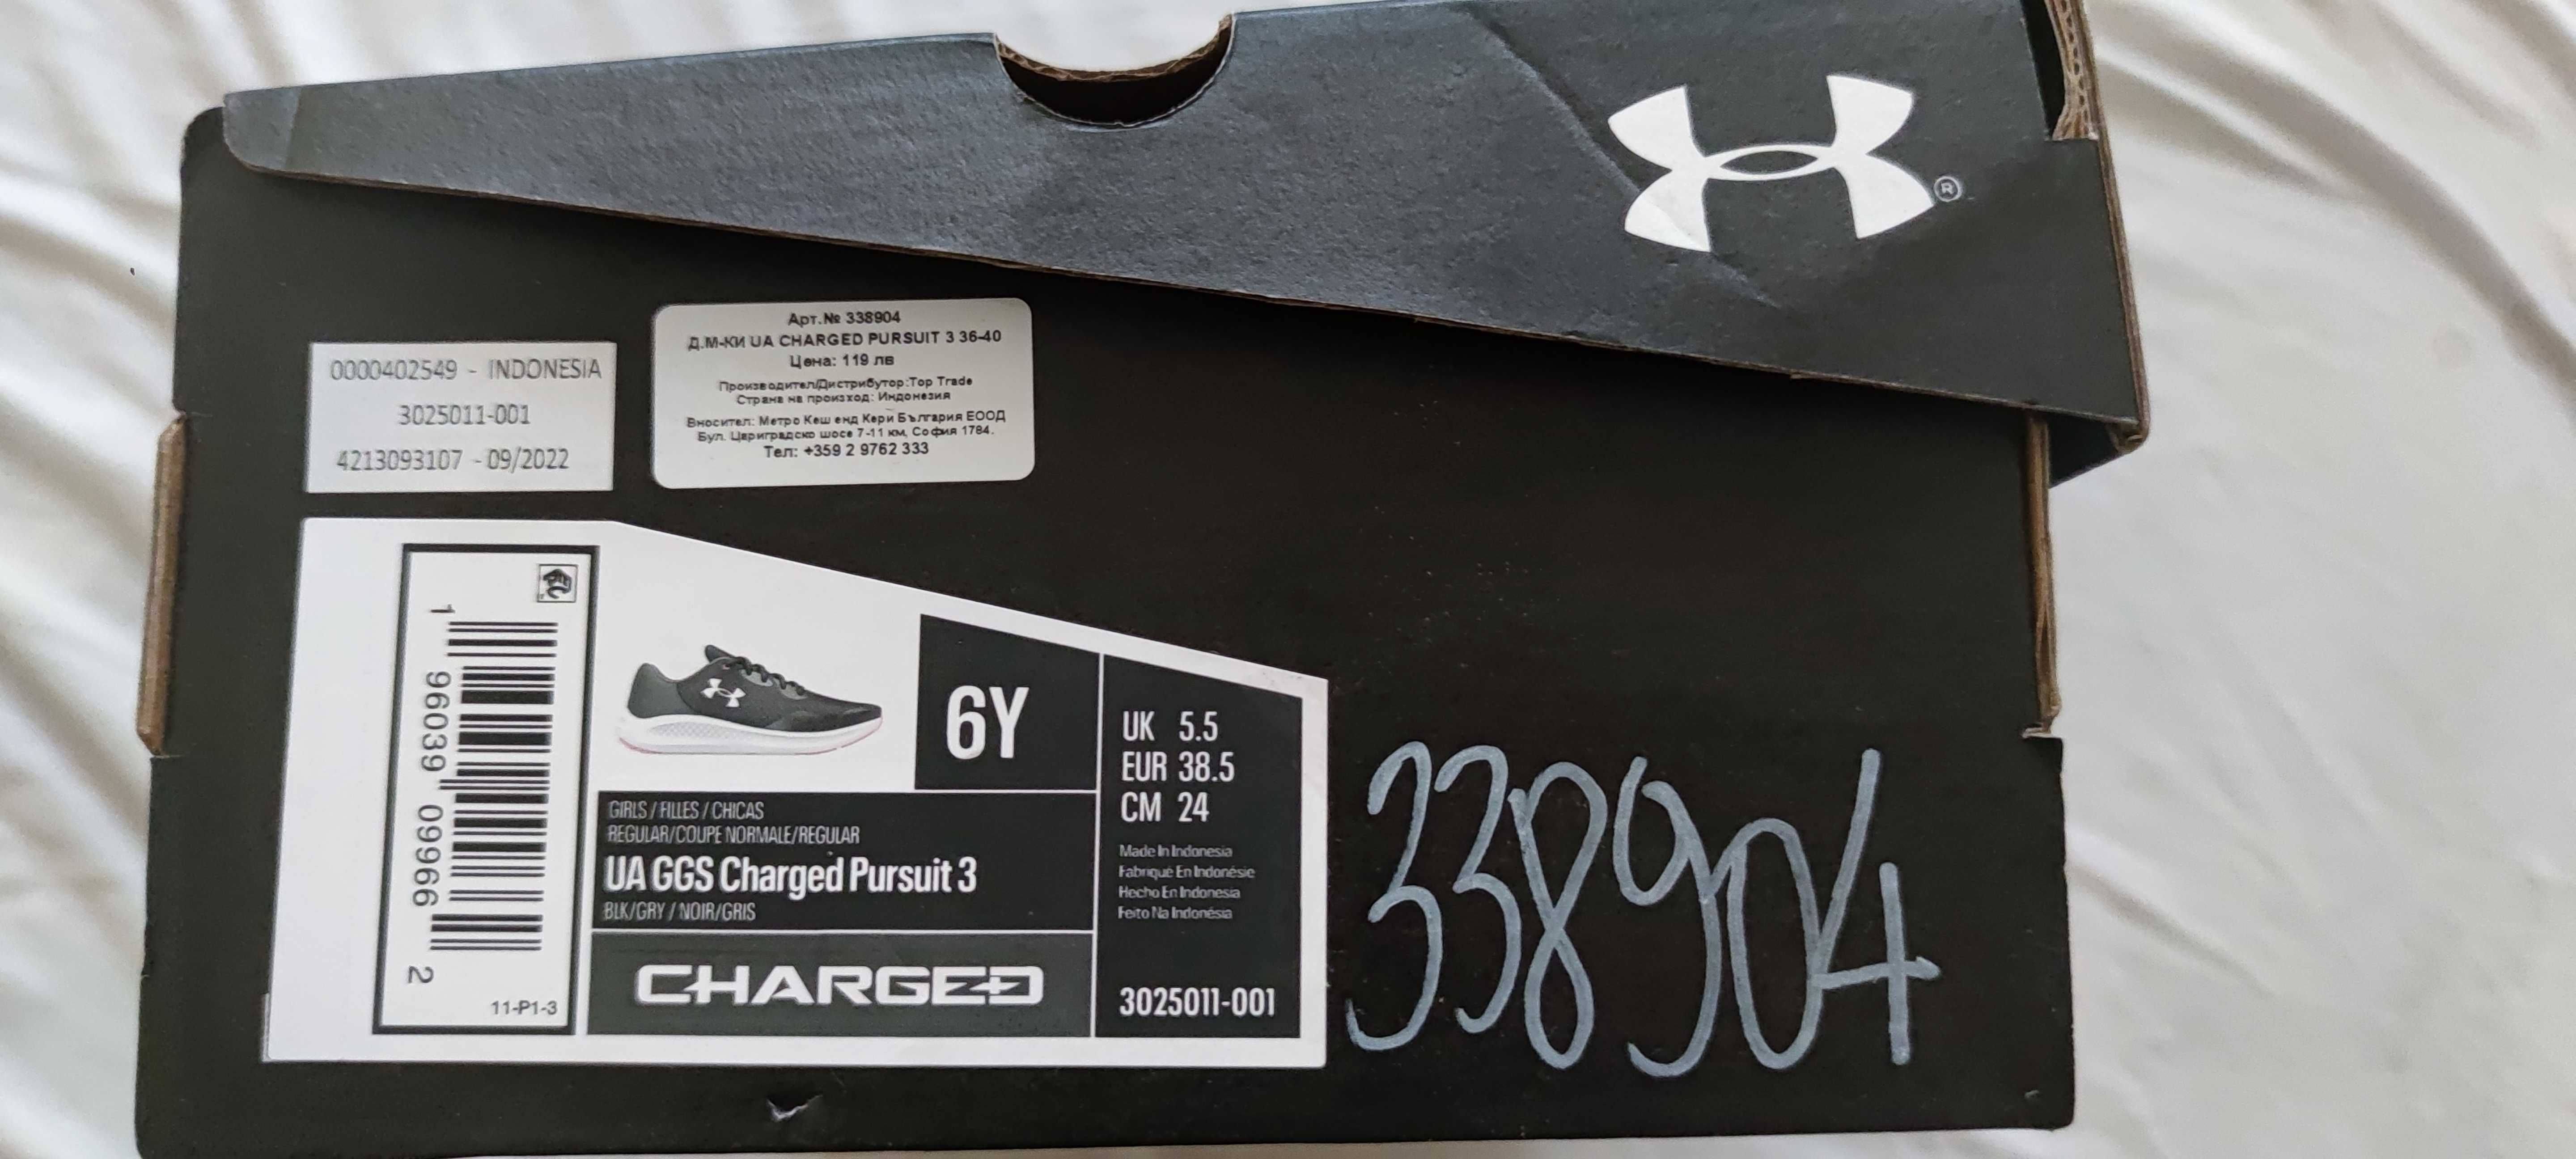 ®
Арт.№ 338904
Д.М-КИ UA CHARGED PURSUIT 3 36-40
Цена: 119 лв
Производител/Дистрибутор:Top Trade
Страна на произход: Индонезия
Вносител: Метро Кеш енд Кери България ЕООД
Бул. Цариградско шосе 7-11 км, София 1784.
Тел: +359 2 9762 333
0000402549 - INDONESIA
3025011-001
4213093107 - 09/2022
1 96039 09966 2
11-P1-3
6Y
UK 5.5
EUR 38.5
CM 24
GIRLS / FILLES / CHICAS
REGULAR/COUPE NORMALE/REGULAR
UA GGS Charged Pursuit 3
BLK/GRY / NOIR/GRIS
CHARGED
Made In Indonesia
Fabriqué En Indonésie
Hecho En Indonesia
Feito Na Indonésia
3025011-001
338904